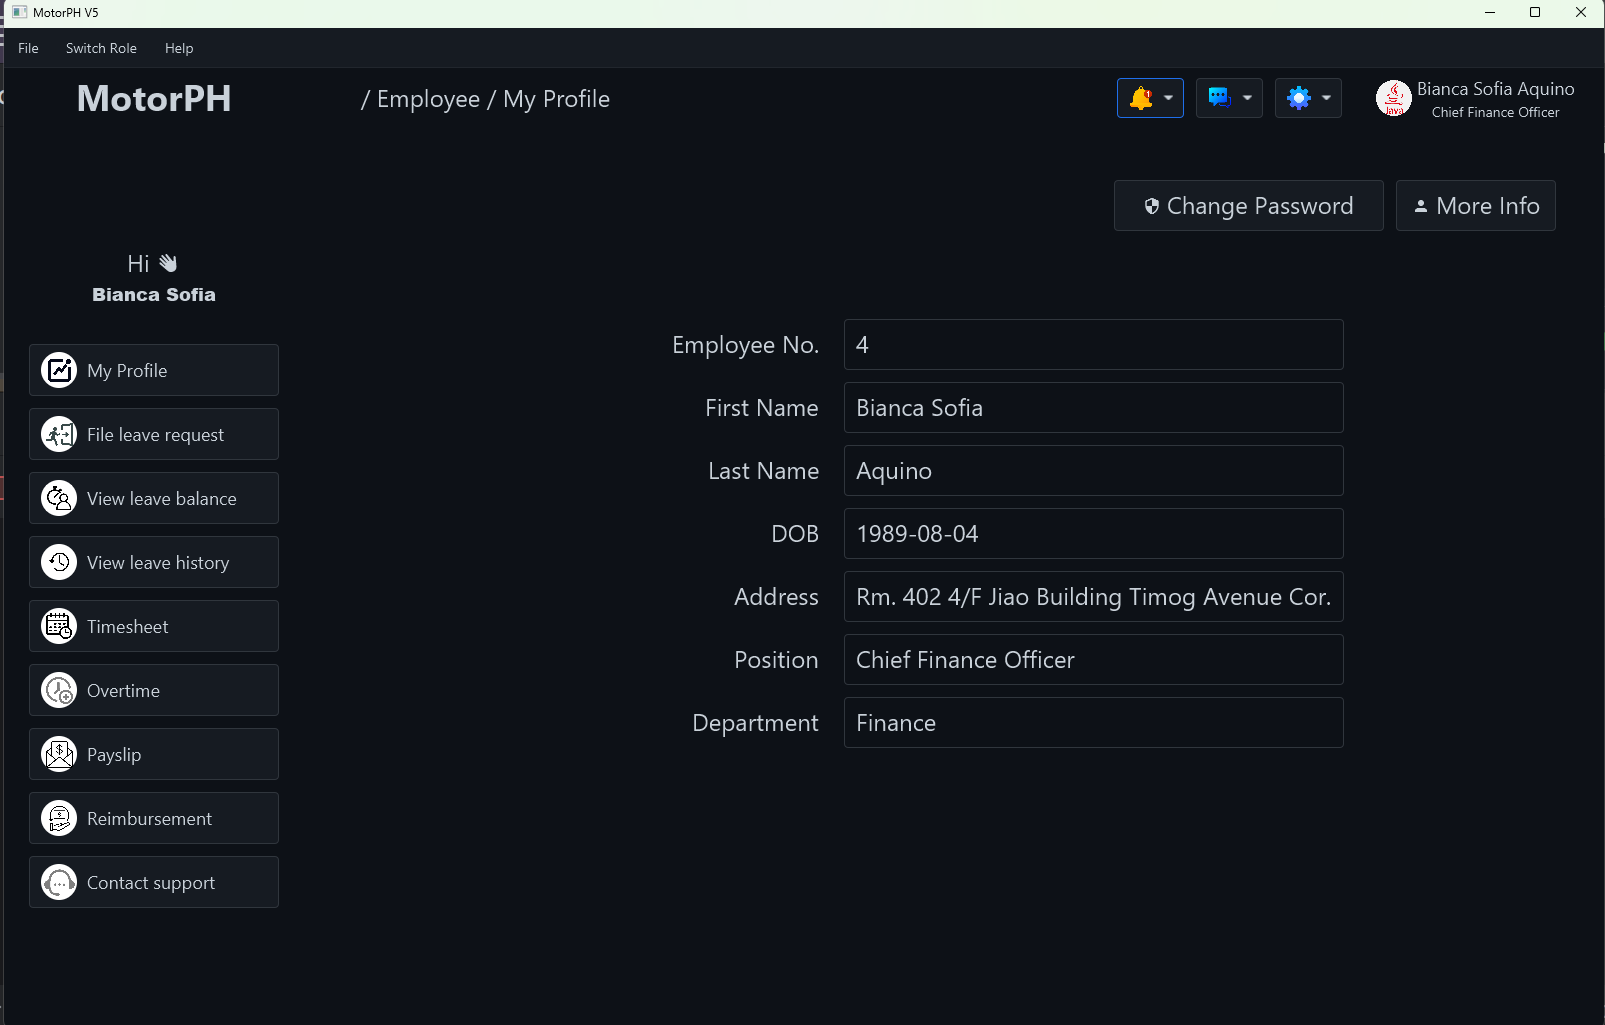 MotorPH V5
File Switch Role Help
MotorPH
/ Employee / My Profile
Bianca Sofia Aquino
Chief Finance Officer
Java
Change Password
More Info
Hi
Bianca Sofia
My Profile
File leave request
View leave balance
View leave history
Timesheet
Overtime
Payslip
Reimbursement
Contact support
Employee No. 4
First Name Bianca Sofia
Last Name Aquino
DOB 1989-08-04
Address Rm. 402 4/F Jiao Building Timog Avenue Cor.
Position Chief Finance Officer
Department Finance